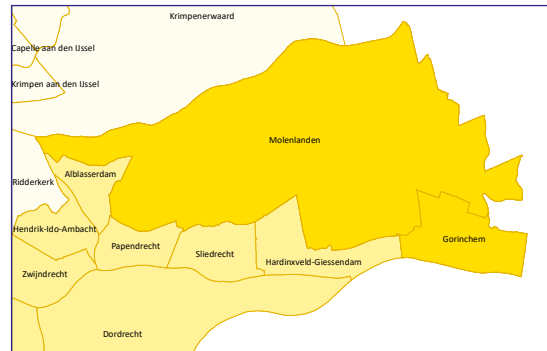 Krimpenerwaard
Capelle aan den IJssel
Krimpen aan den IJssel
Molenlanden
Alblasserdam
Ridderkerk
Hendrik-Ido-Ambacht
Papendrecht
Sliedrecht
Gorinchem
Hardinxveld-Giessendam
Zwijndrecht
Dordrecht